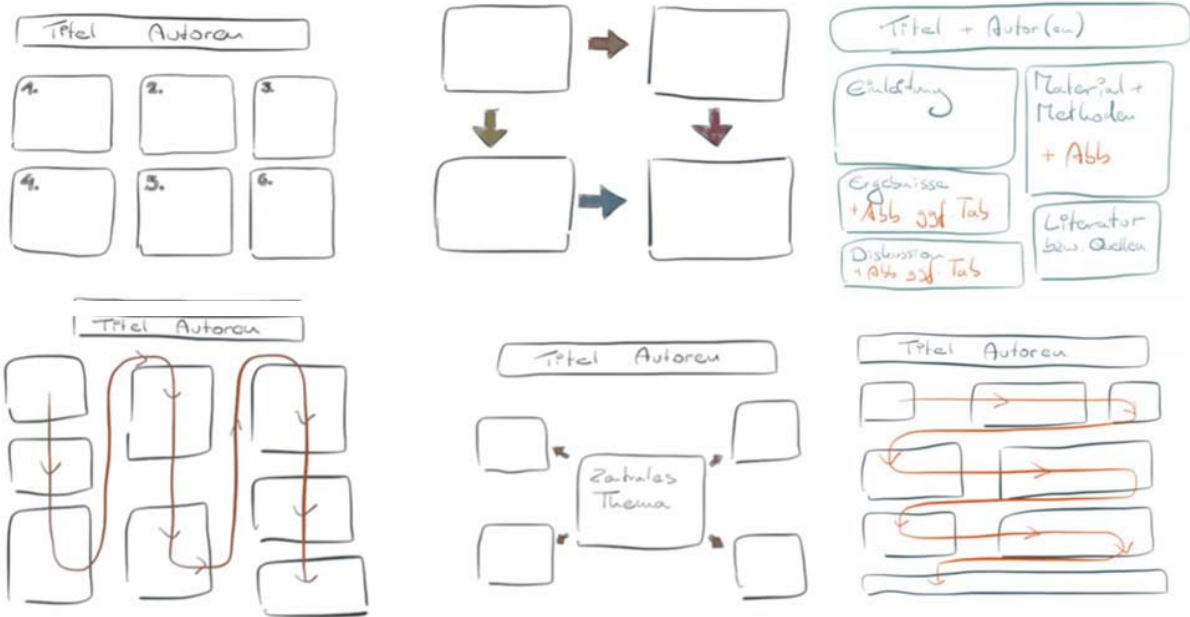 Titel Autoren
1. 2. 3.
4. 5. 6.
Titel + Autor(en)
Einleitung
Material +
Methoden
+ Abb
Ergebnisse
+ Abb ggf. Tab
Literatur
bzw. Quellen
Diskussion
+ Abb ggf. Tab
Titel Autoren
Titel Autoren
Zentrales
Thema
Titel Autoren